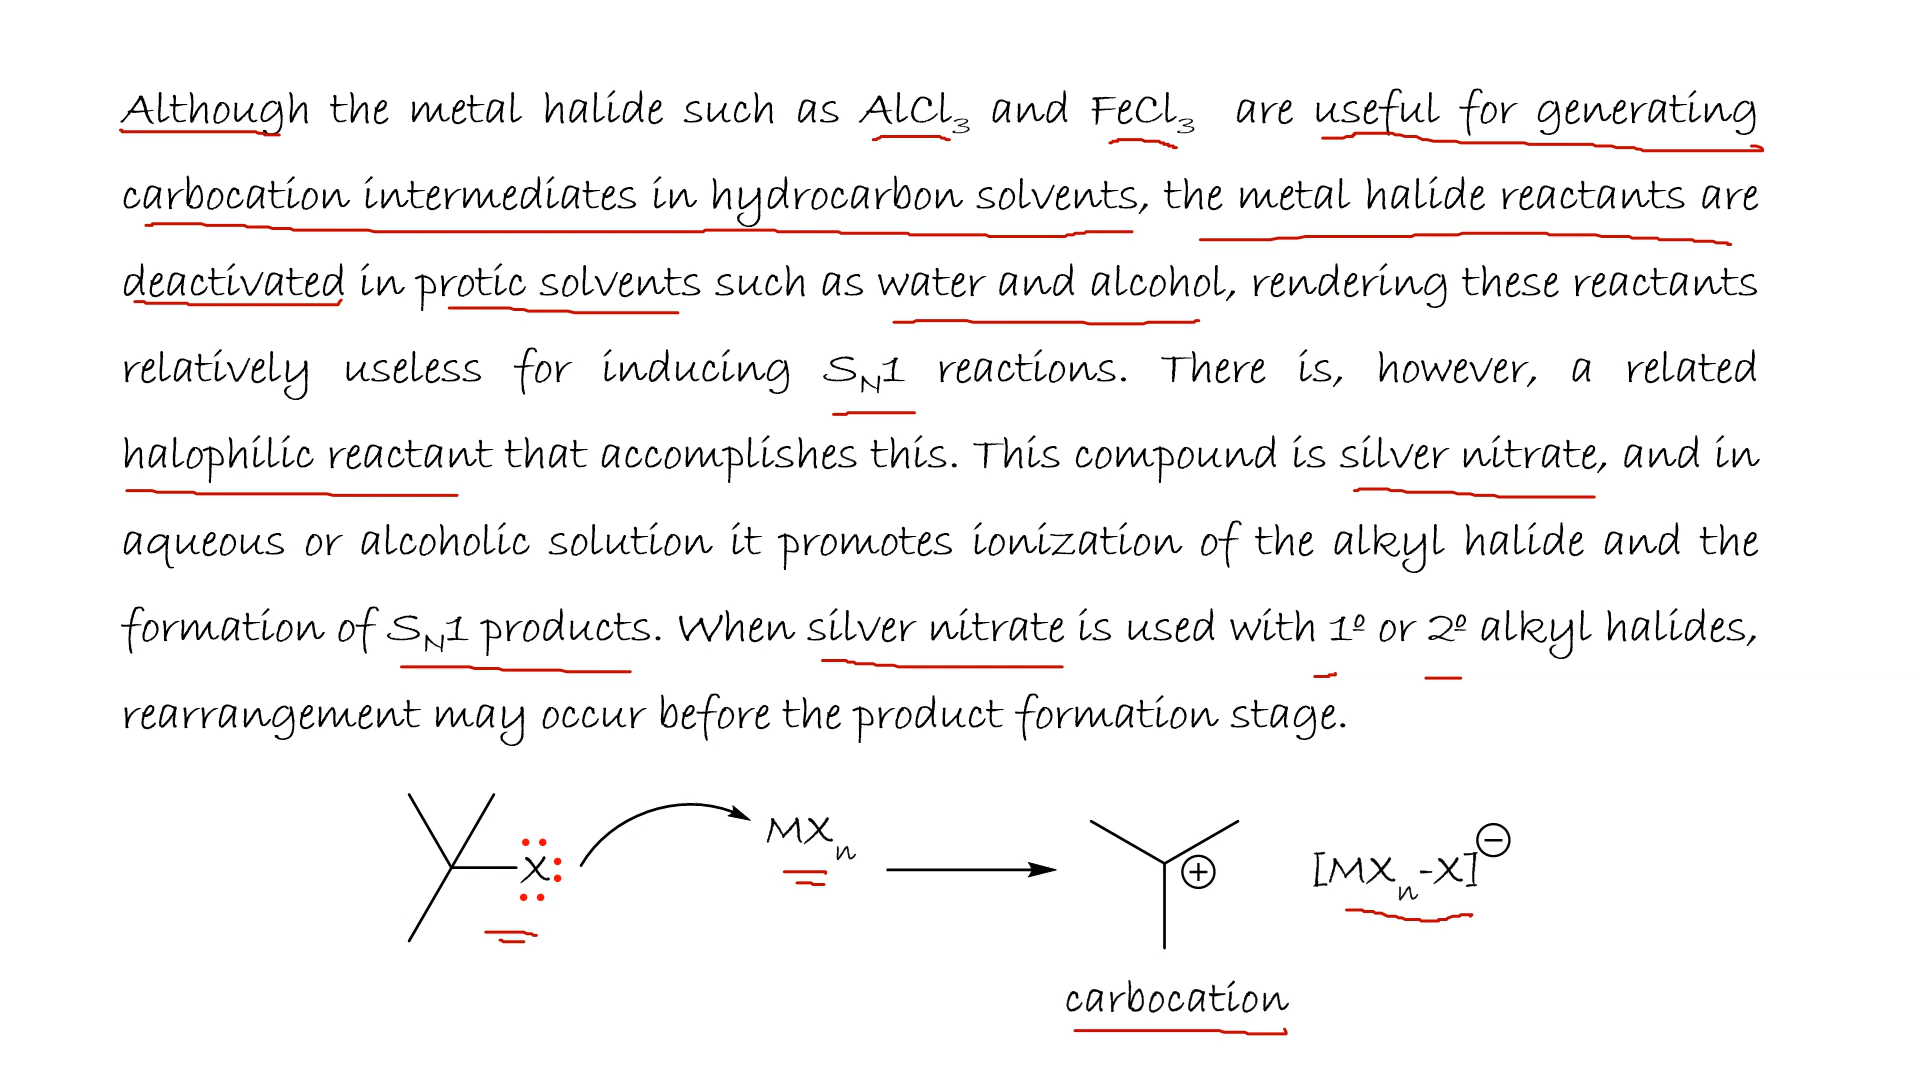 Although the metal halide such as AlCl₃ and FeCl₃ are useful for generating
carbocation intermediates in hydrocarbon solvents, the metal halide reactants are
deactivated in protic solvents such as water and alcohol, rendering these reactants
relatively useless for inducing SN1 reactions. There is, however, a related
halophilic reactant that accomplishes this. This compound is silver nitrate, and in
aqueous or alcoholic solution it promotes ionization of the alkyl halide and the
formation of SN1 products. When silver nitrate is used with 1º or 2º alkyl halides,
rearrangement may occur before the product formation stage.
X MXn ⊕ [MXn-X]⊖
carbocation